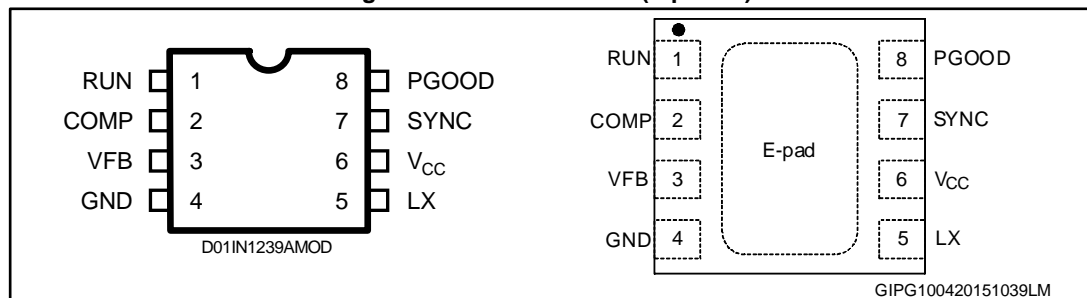 RUN 1 8 PGOOD
COMP 2 7 SYNC
VFB 3 6 VCC
GND 4 5 LX
D01IN1239AMOD
RUN 1 8 PGOOD
COMP 2 7 SYNC
E-pad
VFB 3 6 VCC
GND 4 5 LX
GIPG100420151039LM